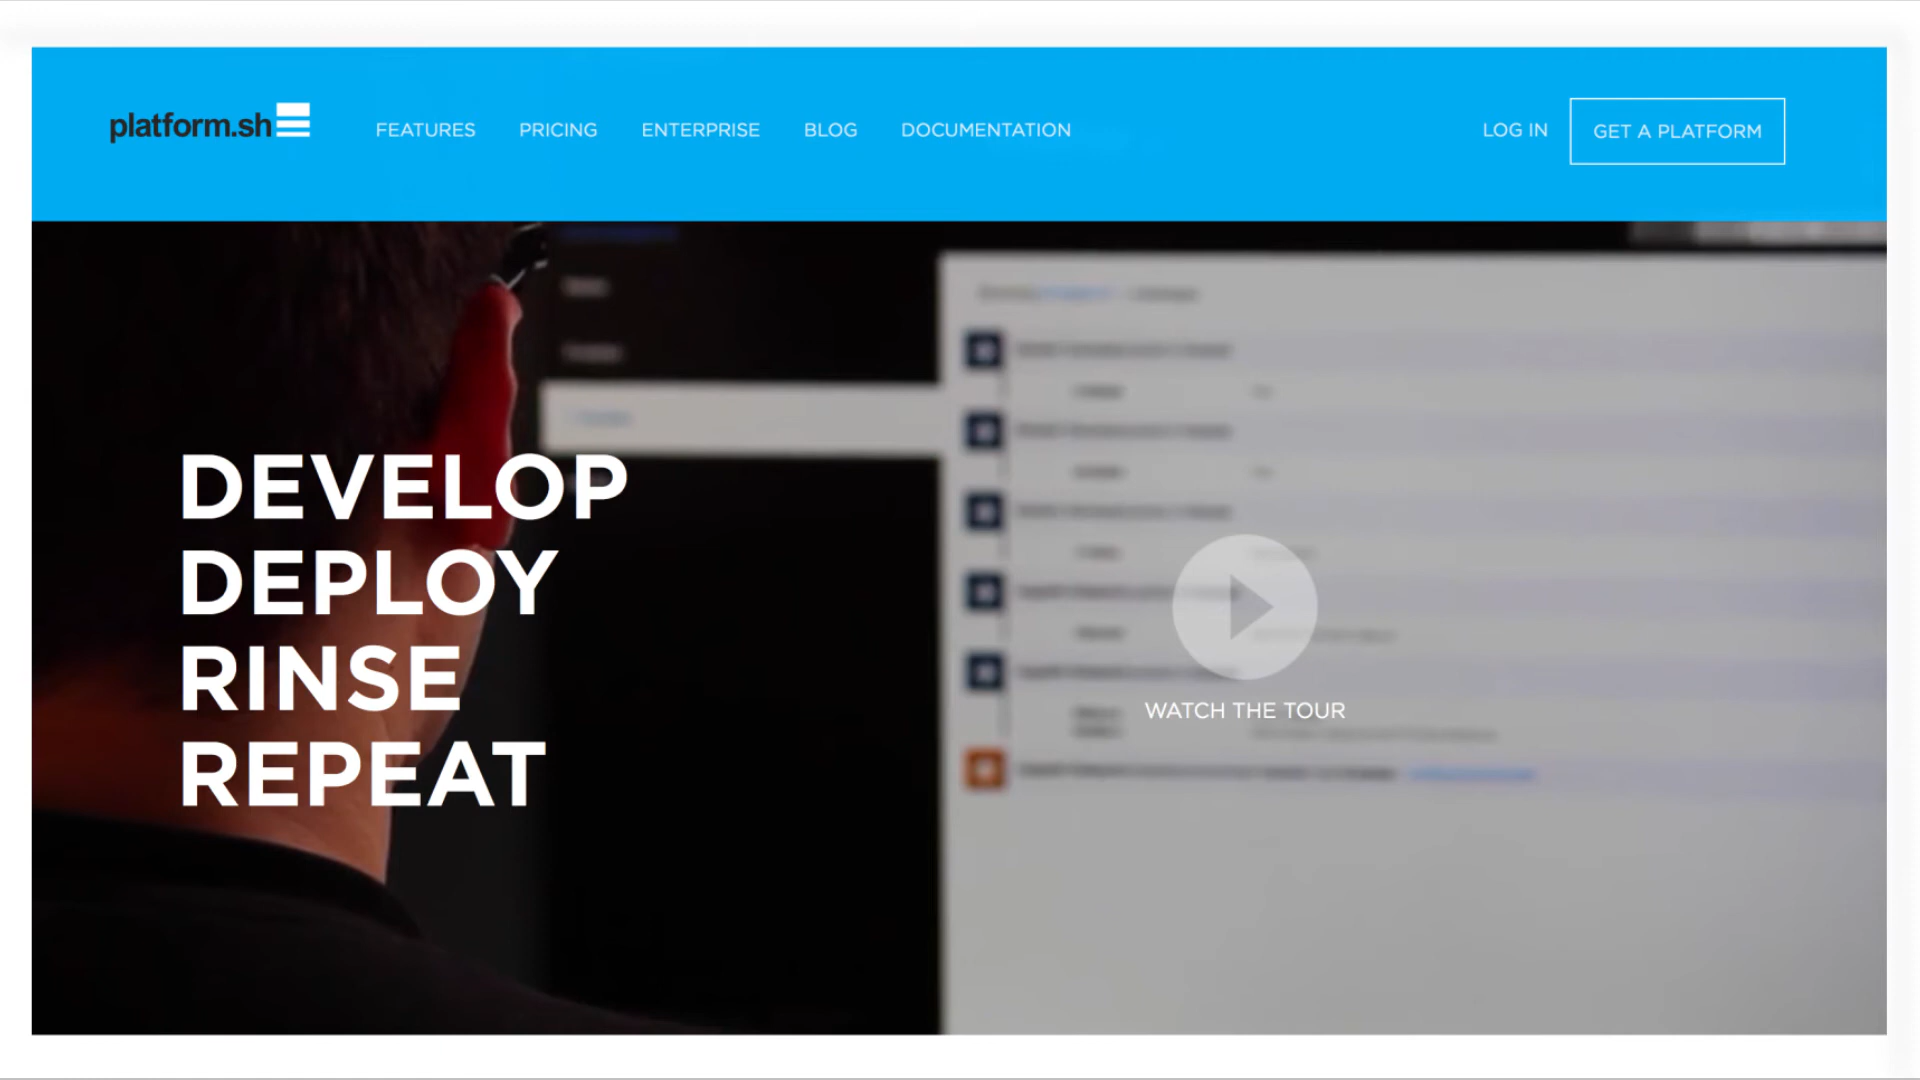 platform.sh
FEATURES PRICING ENTERPRISE BLOG DOCUMENTATION LOG IN GET A PLATFORM
DEVELOP
DEPLOY
RINSE
REPEAT
WATCH THE TOUR